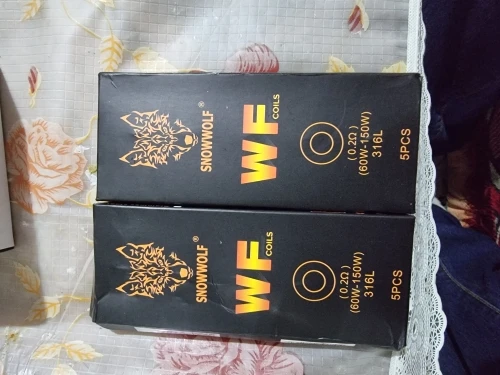 SNOWWOLF®
WF
COILS
(0.2Ω)
(60W-150W)
316L
5PCS
SNOWWOLF®
WF
COILS
(0.2Ω)
(60W-150W)
316L
5PCS